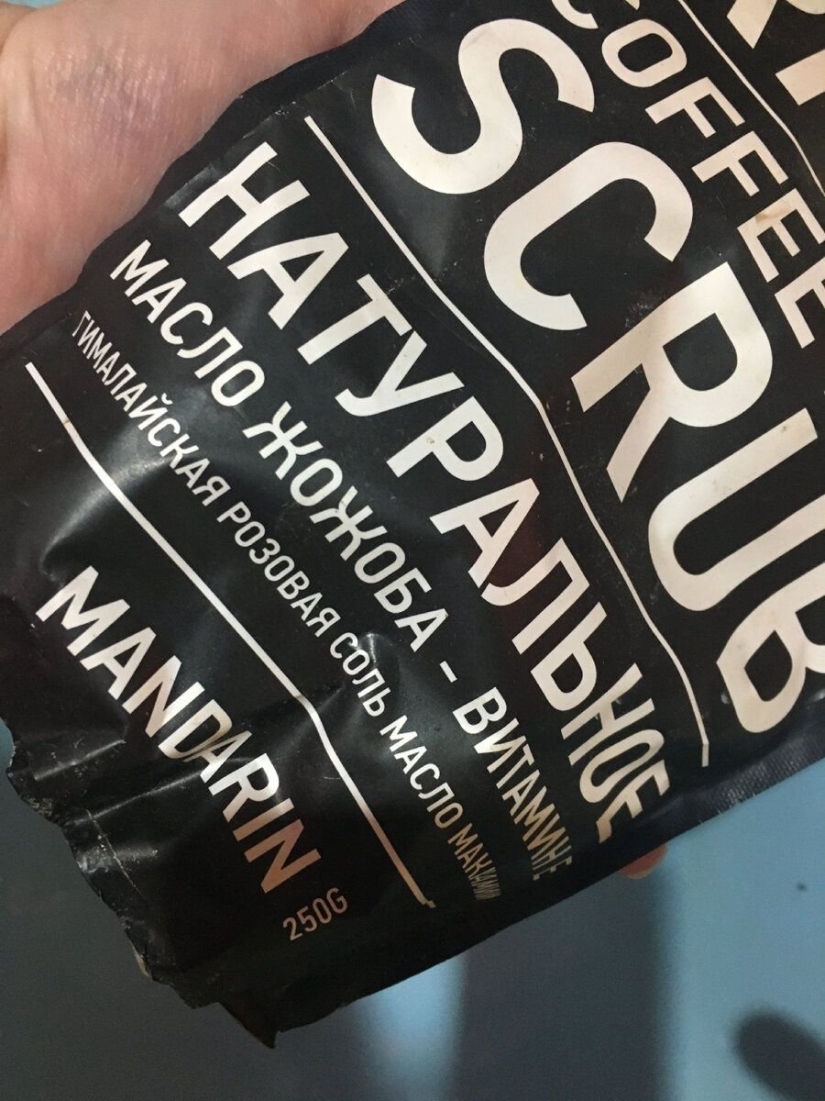 COFFEE
SCRUB
НАТУРАЛЬНОЕ
МАСЛО ЖОЖОБА - ВИТАМИН Е
ГИМАЛАЙСКАЯ РОЗОВАЯ СОЛЬ МАСЛО
MANDARIN
250G